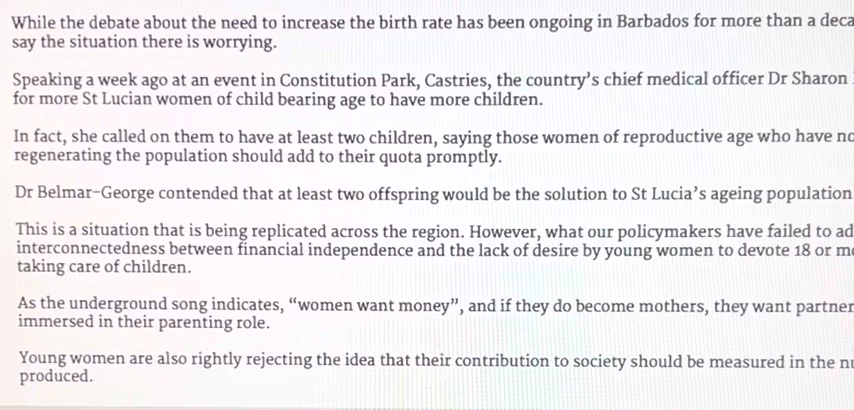 While the debate about the need to increase the birth rate has been ongoing in Barbados for more than a
say the situation there is worrying.
Speaking a week ago at an event in Constitution Park, Castries, the country's chief medical officer Dr Sharon
for more St Lucian women of child bearing age to have more children.
In fact, she called on them to have at least two children, saying those women of reproductive age who have
regenerating the population should add to their quota promptly.
Dr Belmar-George contended that at least two offspring would be the solution to St Lucia's ageing population
This is a situation that is being replicated across the region. However, what our policymakers have failed to
interconnectedness between financial independence and the lack of desire by young women to devote 18 or
taking care of children.
As the underground song indicates, “women want money”, and if they do become mothers, they want
immersed in their parenting role.
Young women are also rightly rejecting the idea that their contribution to society should be measured in the
produced.